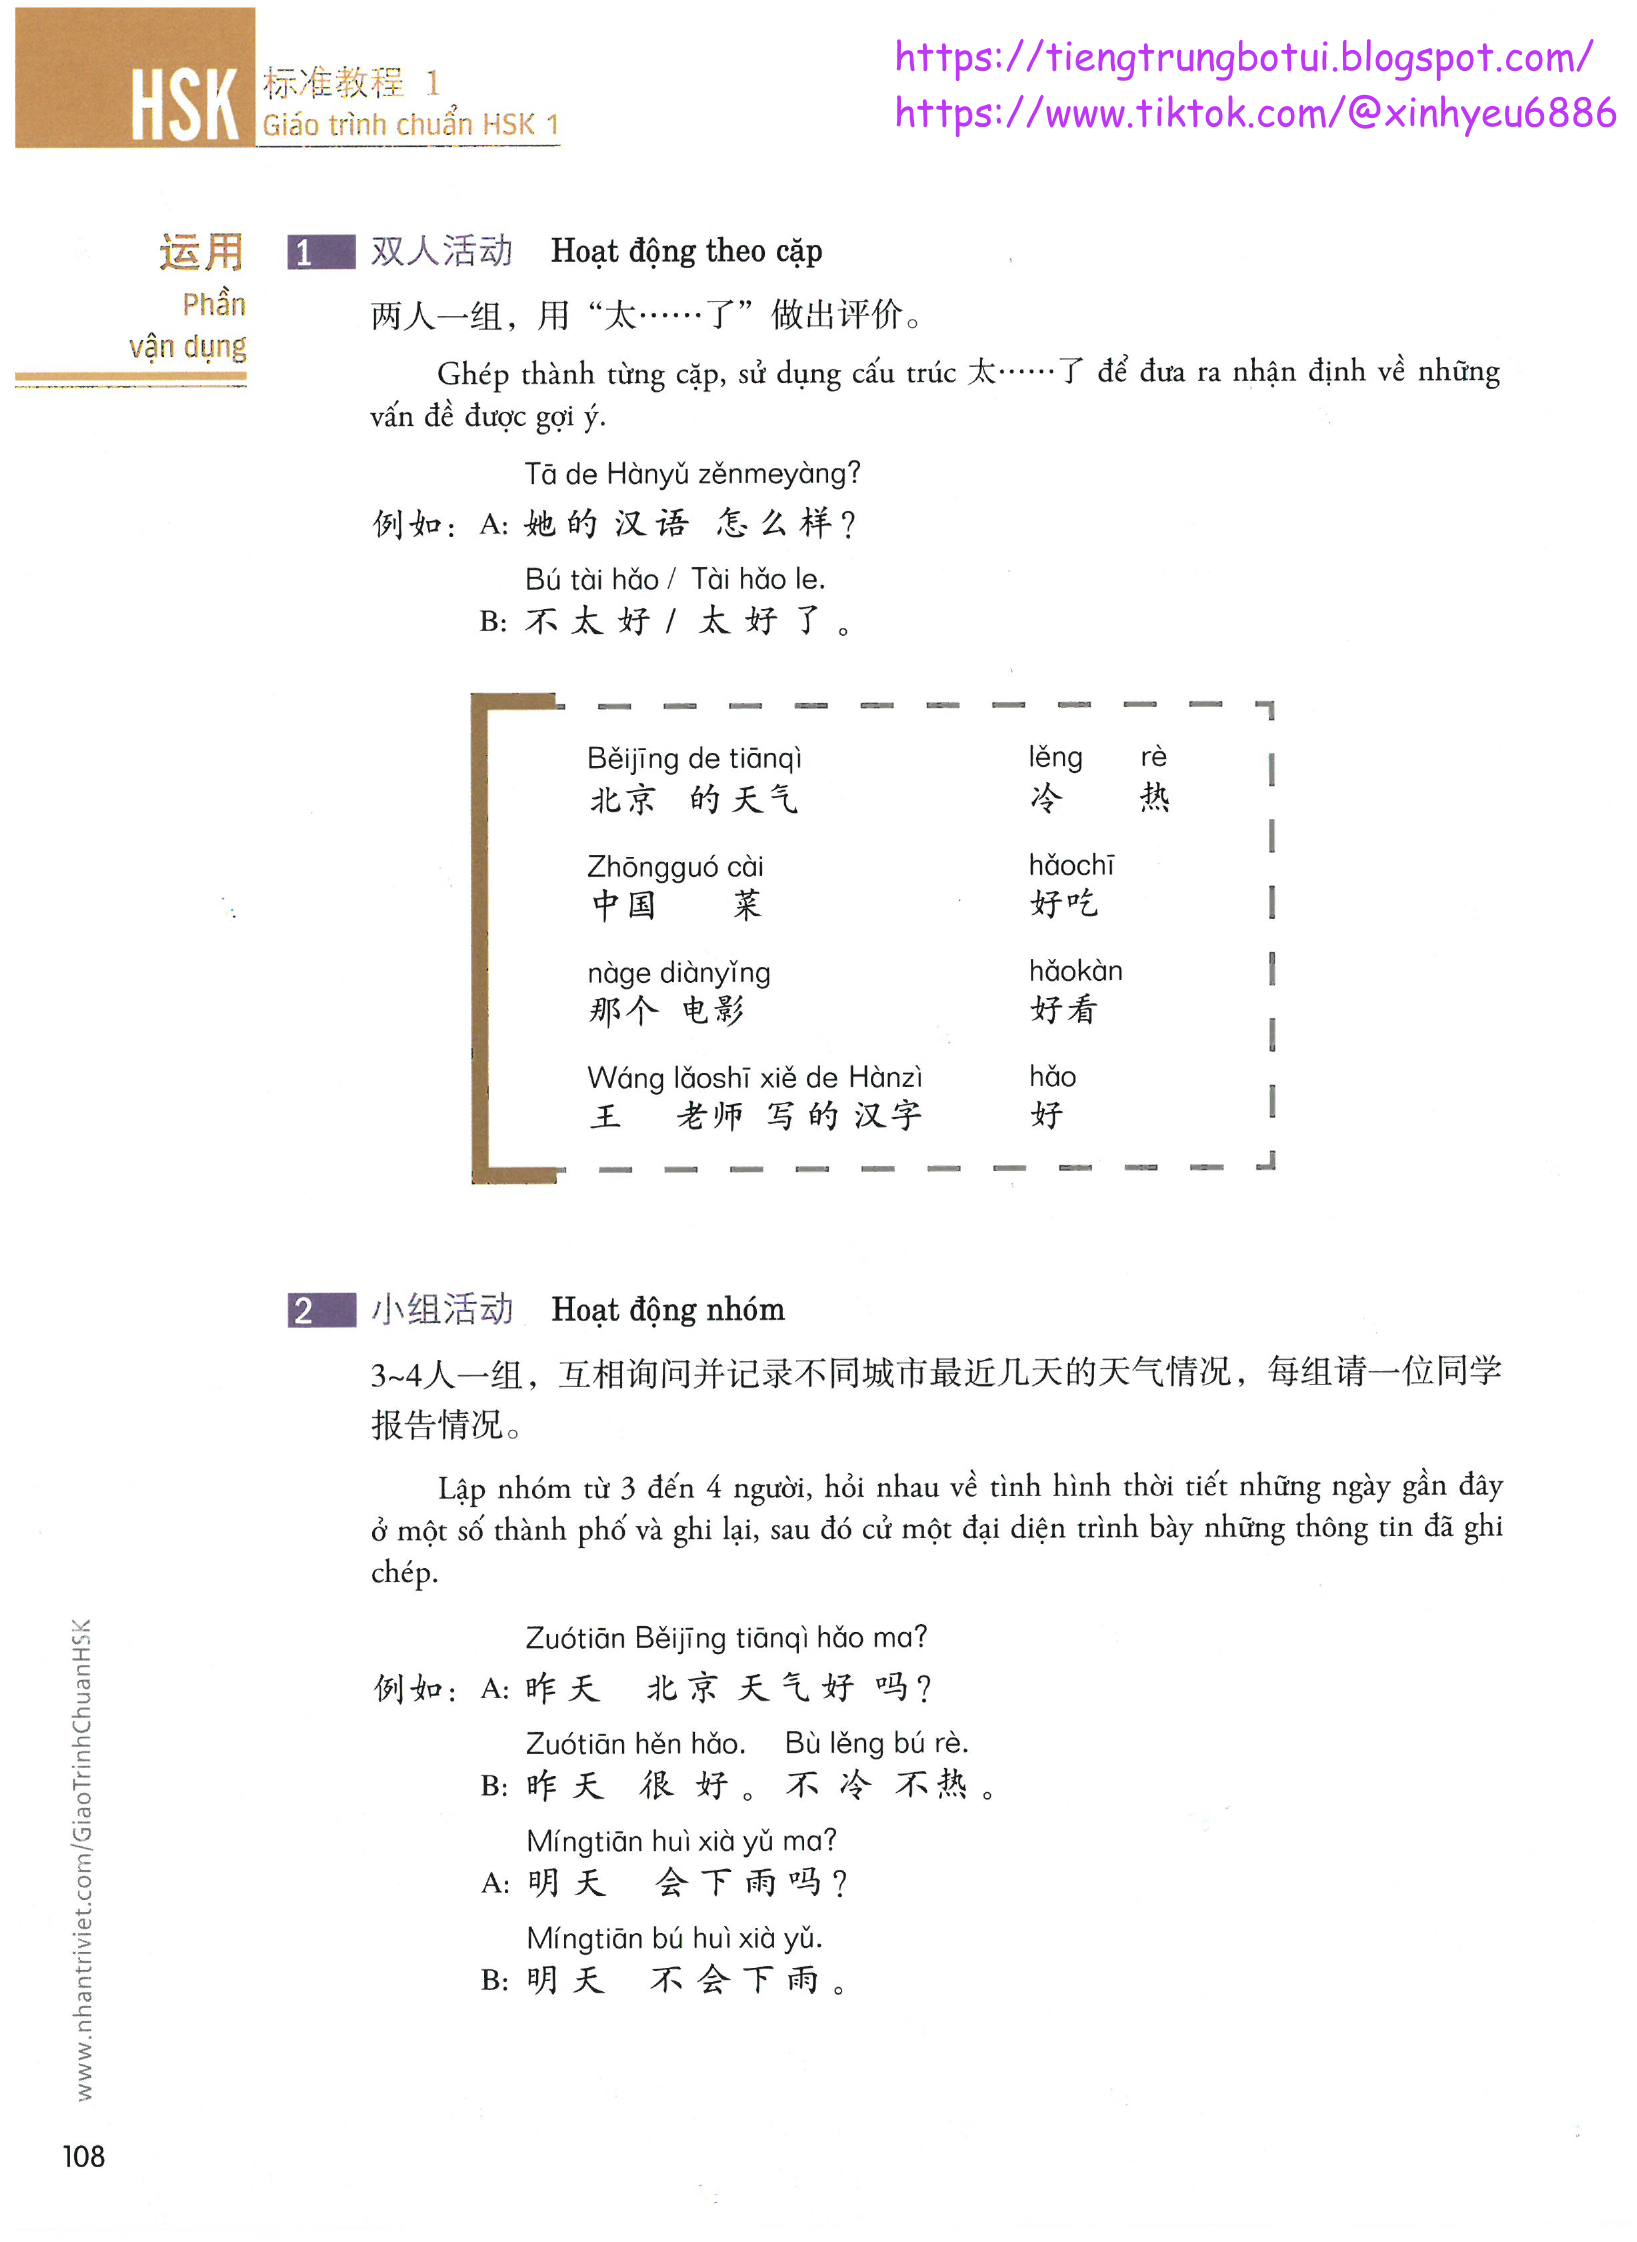 https://tiengtrungbotui.blogspot.com/
https://www.tiktok.com/@xinhyeu6886
HSK 标准教程 1
Giáo trình chuẩn HSK 1
运用
Phần
vận dụng
1 双人活动 Hoạt động theo cặp
两人一组，用“太……了”做出评价。
Ghép thành từng cặp, sử dụng cấu trúc 太……了 để đưa ra nhận định về những
vấn đề được gợi ý.
Tā de Hànyǔ zěnmeyàng?
例如：A: 她的汉语怎么样？
Bú tài hǎo / Tài hǎo le.
B: 不太好 / 太好了。
Běijīng de tiānqì lěng rè
北京的天气 冷 热
Zhōngguó cài hǎochī
中国菜 好吃
nàge diànyǐng hǎokàn
那个电影 好看
Wáng lǎoshī xiě de Hànzì hǎo
王老师写的汉字 好
2 小组活动 Hoạt động nhóm
3~4人一组，互相询问并记录不同城市最近几天的天气情况，每组请一位同学
报告情况。
Lập nhóm từ 3 đến 4 người, hỏi nhau về tình hình thời tiết những ngày gần đây
ở một số thành phố và ghi lại, sau đó cử một đại diện trình bày những thông tin đã ghi
chép.
Zuótiān Běijīng tiānqì hǎo ma?
例如：A: 昨天北京天气好吗？
Zuótiān hěn hǎo. Bù lěng bú rè.
B: 昨天很好。不冷不热。
Míngtiān huì xià yǔ ma?
A: 明天会下雨吗？
Míngtiān bú huì xià yǔ.
B: 明天不会下雨。
www.nhantriviet.com/GiaoTrinhChuanHSK
108